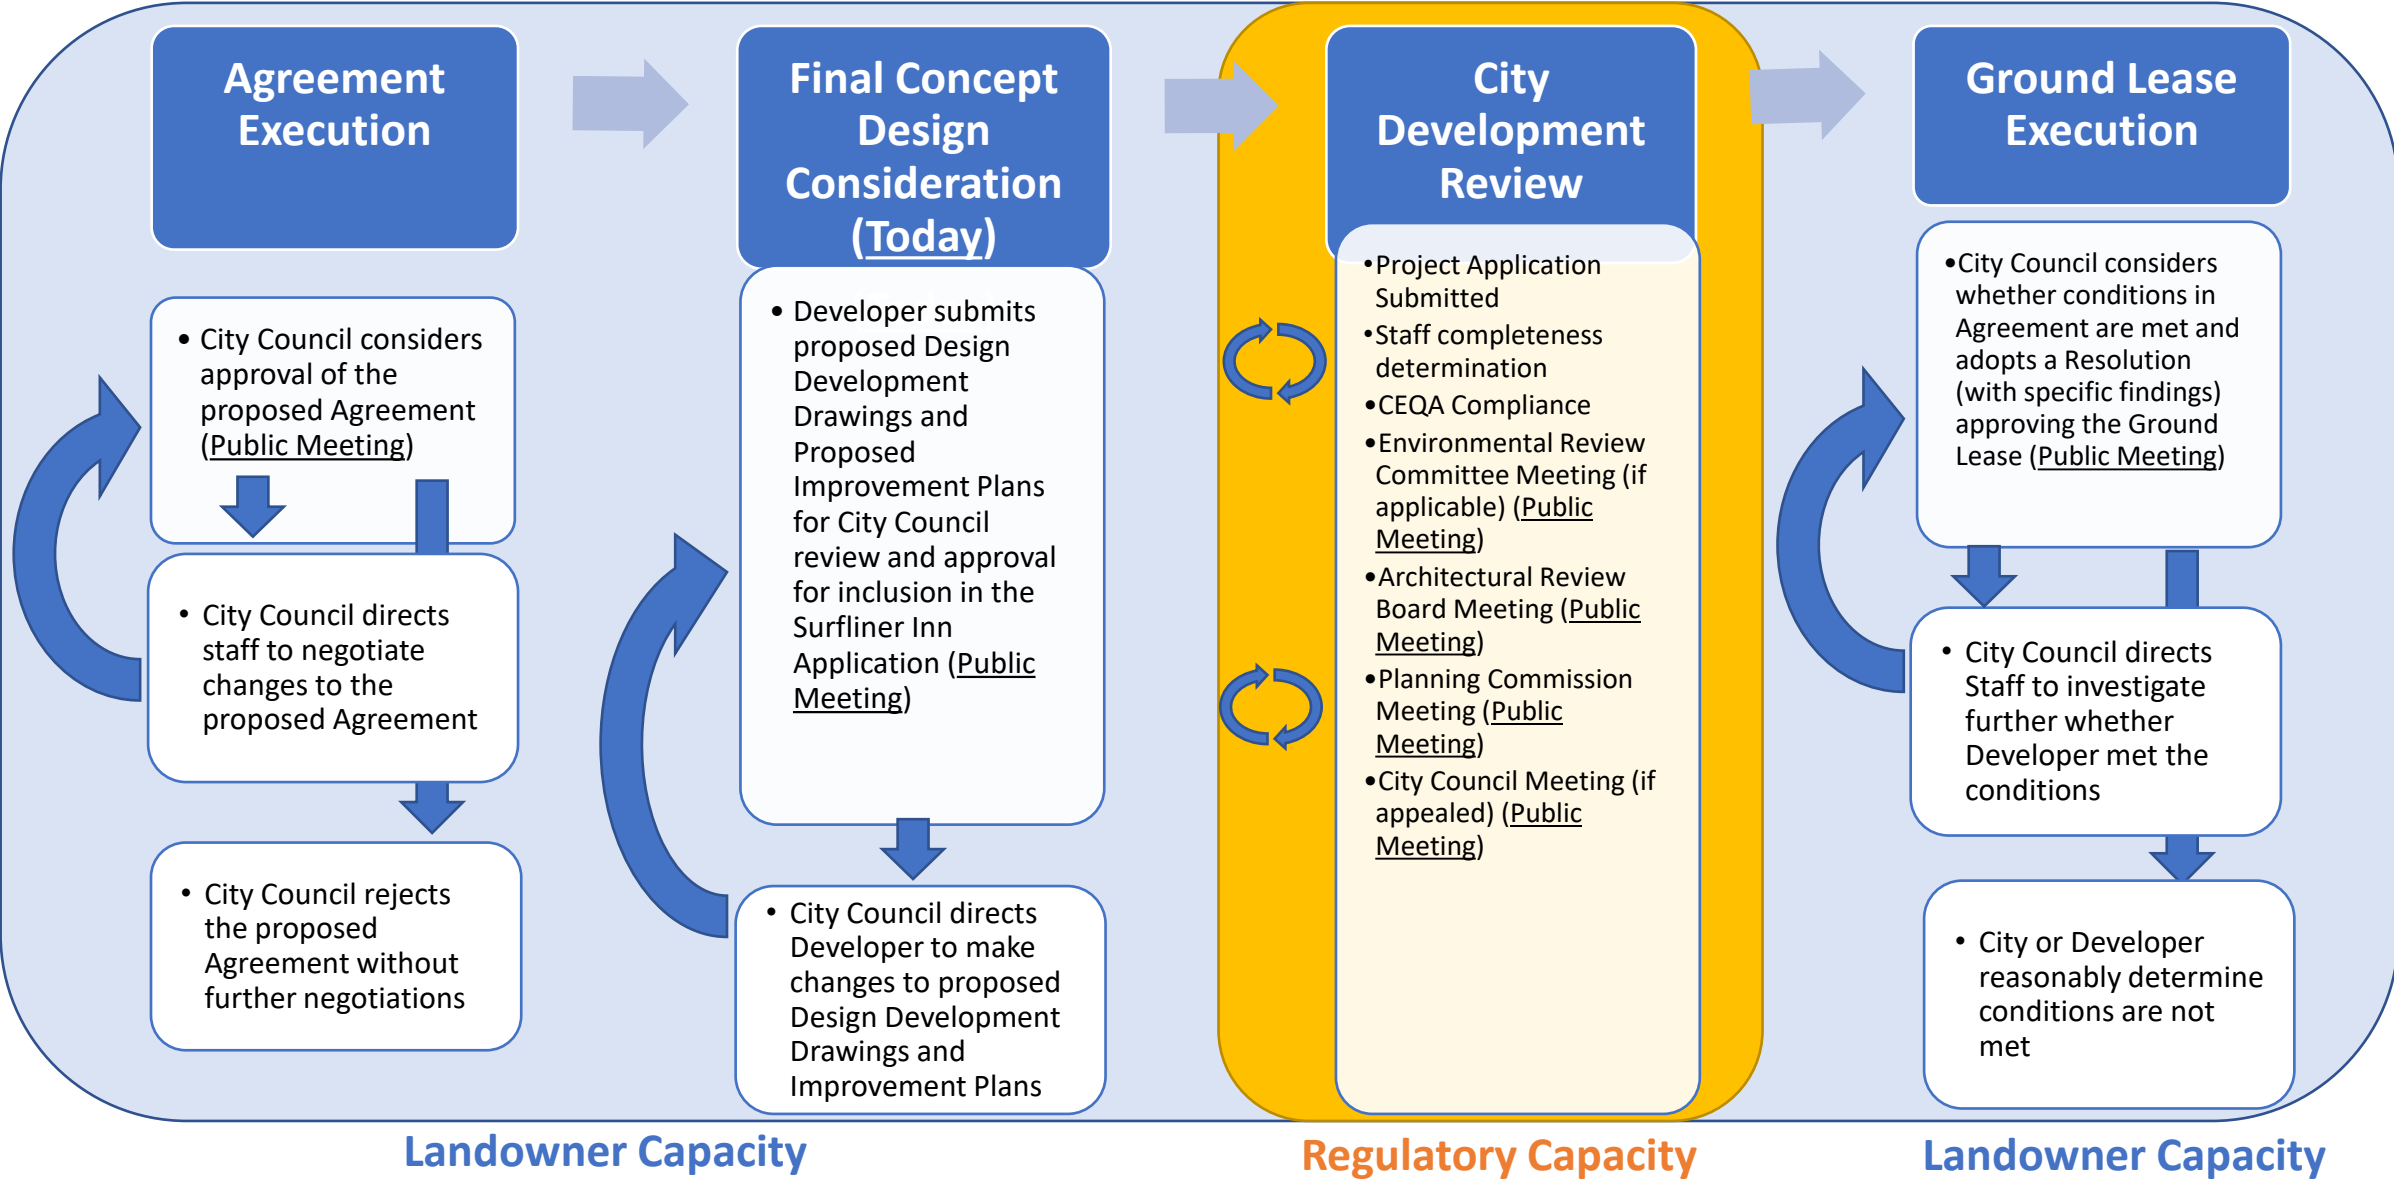 Agreement
Execution
• City Council considers
approval of the
proposed Agreement
(Public Meeting)
• City Council directs
staff to negotiate
changes to the
proposed Agreement
• City Council rejects
the proposed
Agreement without
further negotiations
Final Concept
Design
Consideration
(Today)
• Developer submits
proposed Design
Development
Drawings and
Proposed
Improvement Plans
for City Council
review and approval
for inclusion in the
Surfliner Inn
Application (Public
Meeting)
• City Council directs
Developer to make
changes to proposed
Design Development
Drawings and
Improvement Plans
City
Development
Review
•Project Application
Submitted
•Staff completeness
determination
•CEQA Compliance
•Environmental Review
Committee Meeting (if
applicable) (Public
Meeting)
•Architectural Review
Board Meeting (Public
Meeting)
•Planning Commission
Meeting (Public
Meeting)
•City Council Meeting (if
appealed) (Public
Meeting)
Ground Lease
Execution
•City Council considers
whether conditions in
Agreement are met and
adopts a Resolution
(with specific findings)
approving the Ground
Lease (Public Meeting)
• City Council directs
Staff to investigate
further whether
Developer met the
conditions
• City or Developer
reasonably determine
conditions are not
met
Landowner Capacity
Regulatory Capacity
Landowner Capacity